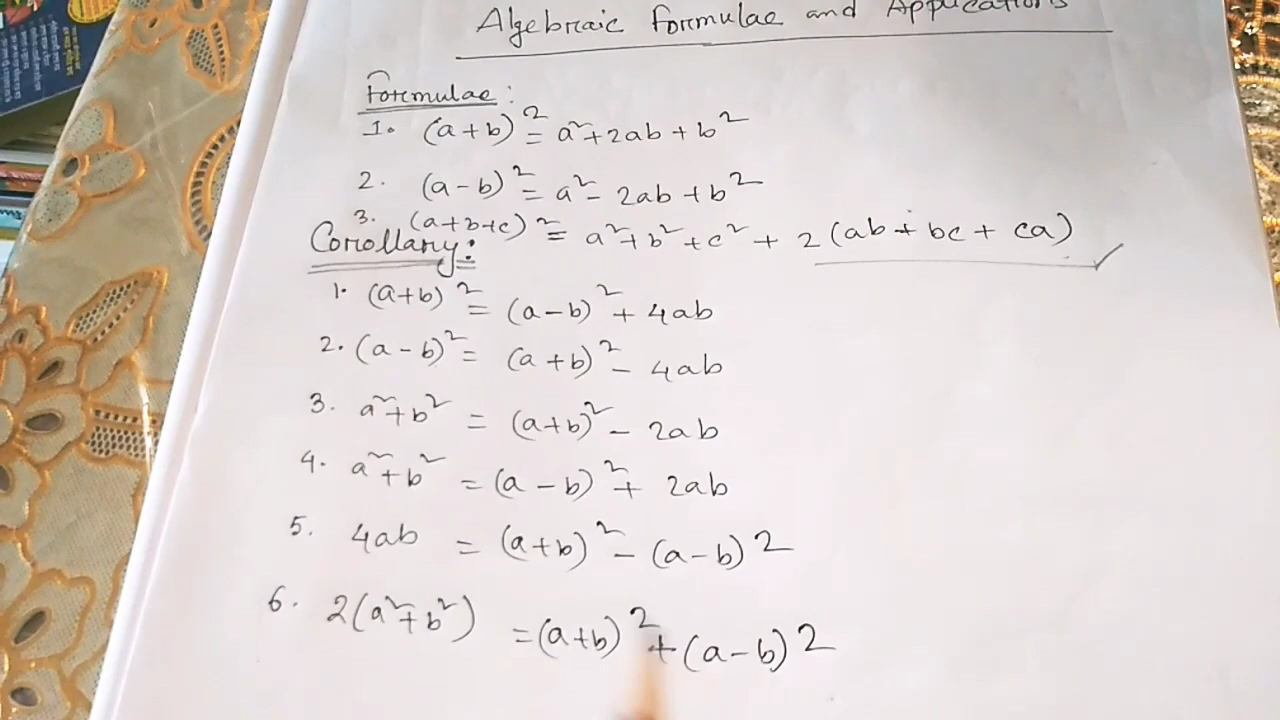 Algebraic Formulae and Applications
Formulae:
1. (a+b)² = a²+2ab+b²
2. (a-b)² = a²-2ab+b²
3. (a+b+c)² = a²+b²+c²+2(ab+bc+ca)
Corollary:
1. (a+b)² = (a-b)²+4ab
2. (a-b)² = (a+b)²-4ab
3. a²+b² = (a+b)²-2ab
4. a²+b² = (a-b)²+2ab
5. 4ab = (a+b)²-(a-b)²
6. 2(a²+b²) = (a+b)²+(a-b)²